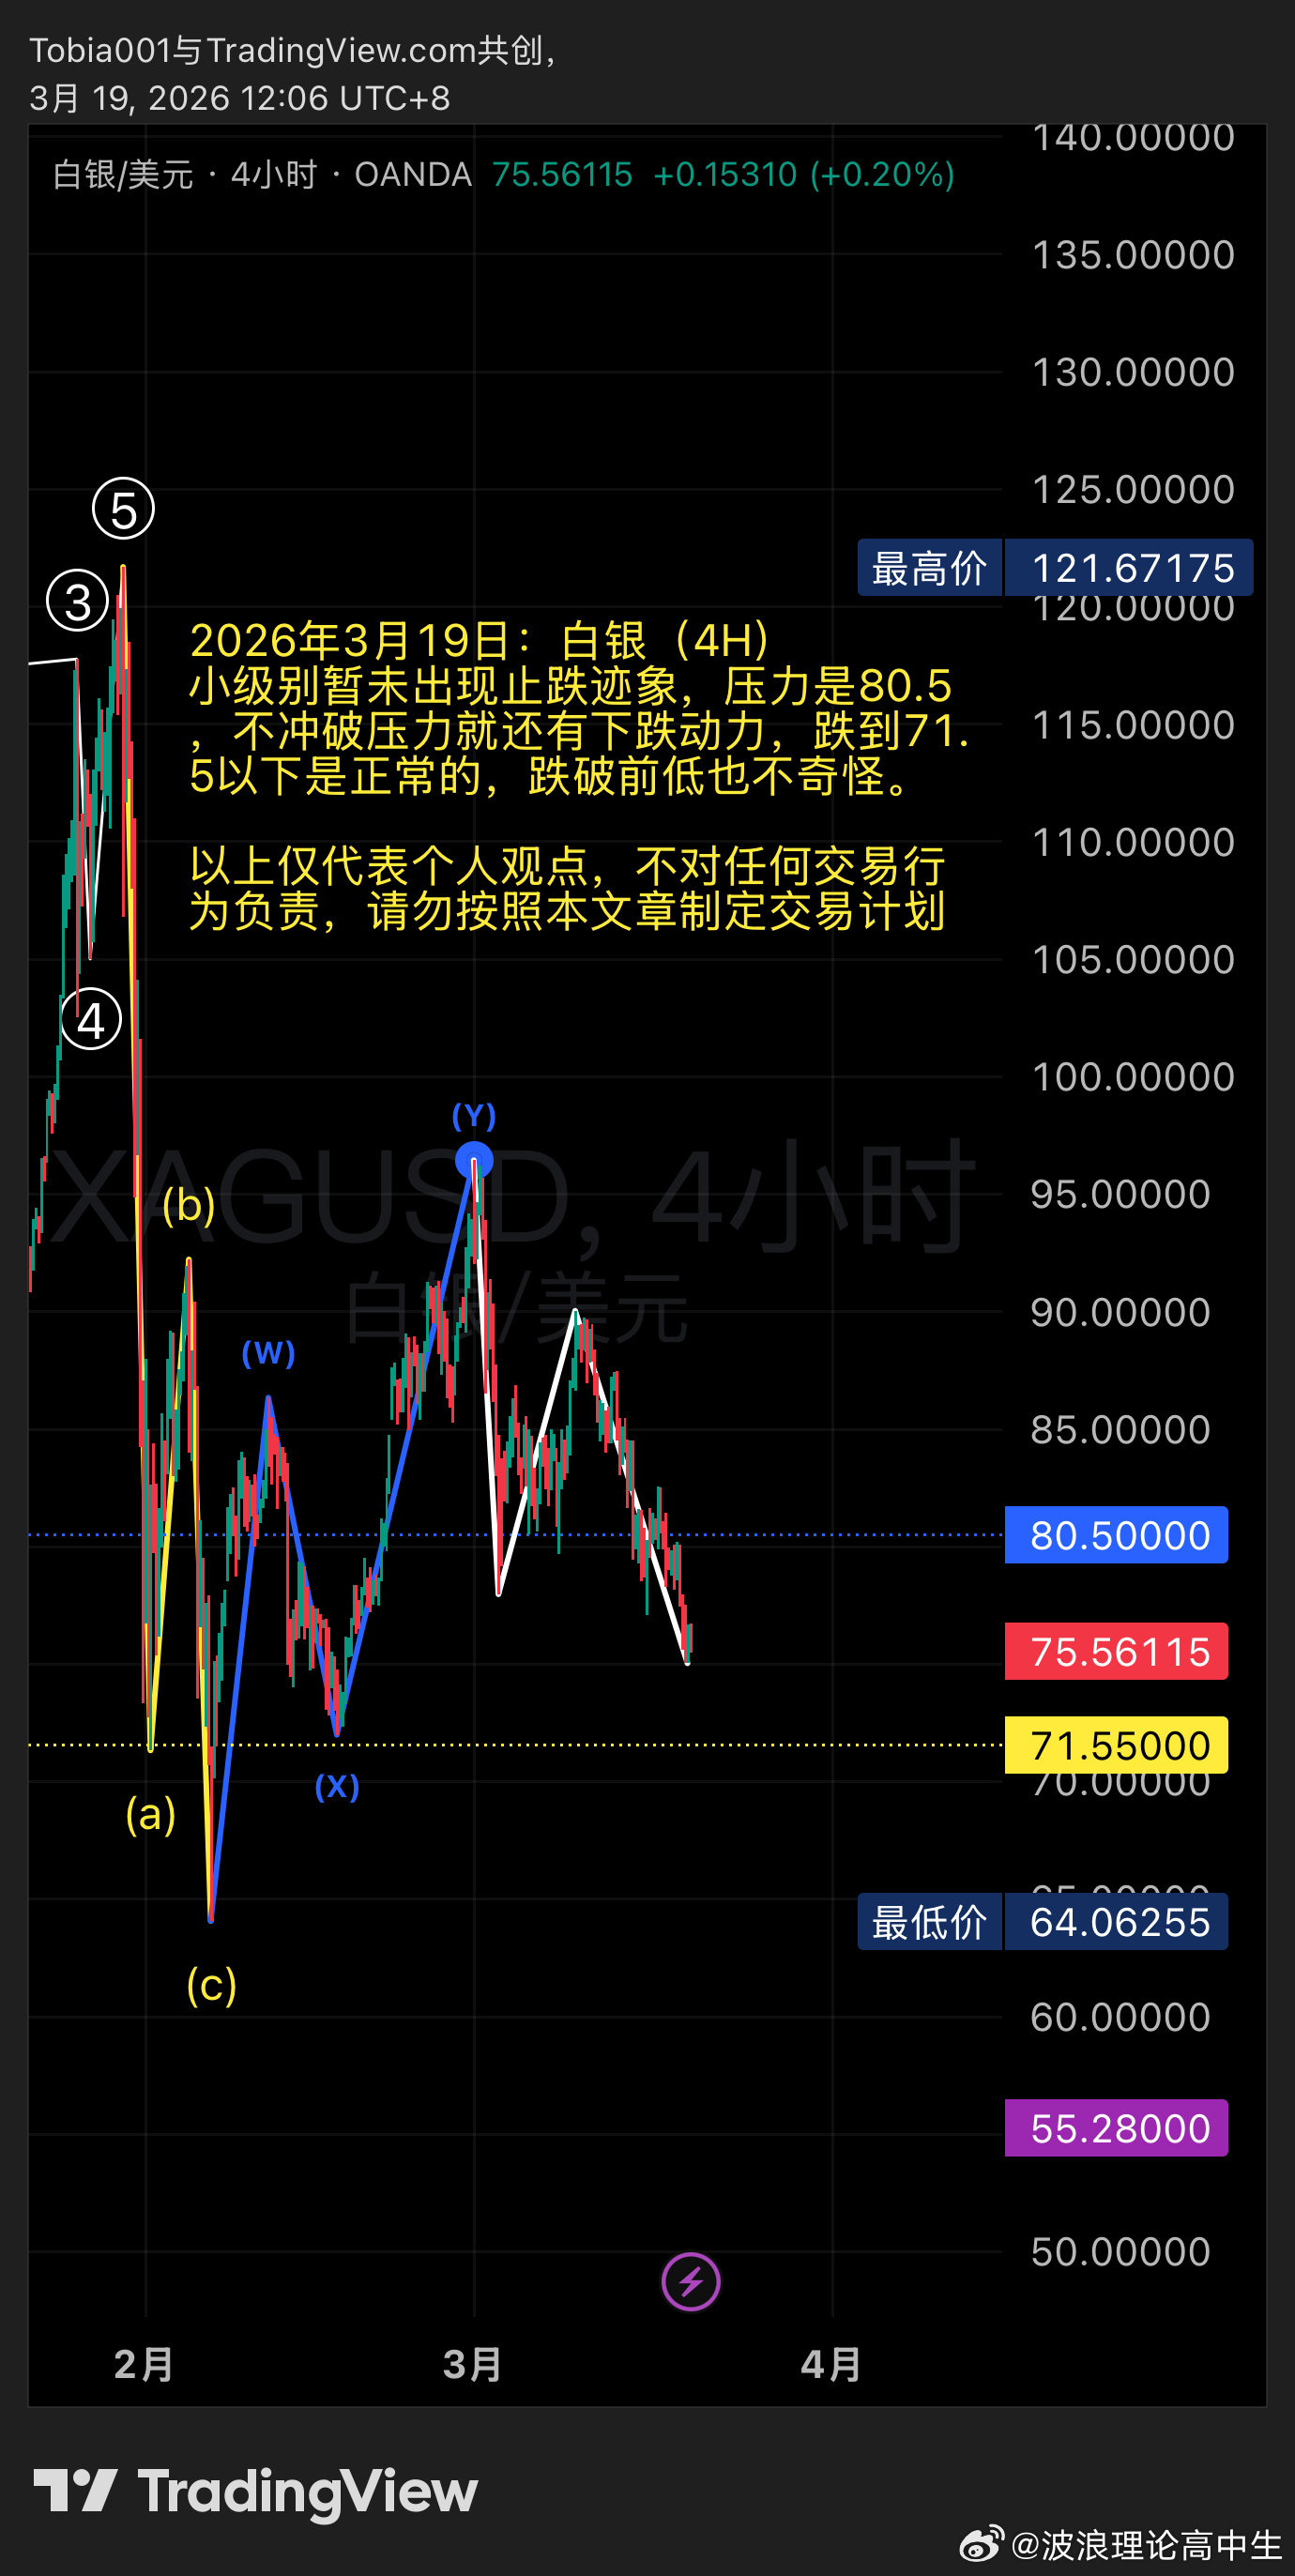 Tobia001与TradingView.com共创,
3月 19, 2026 12:06 UTC+8
白银/美元 · 4小时 · OANDA 75.56115 +0.15310 (+0.20%)
140.00000
135.00000
130.00000
125.00000
⑤
最高价 121.67175
③
120.00000
2026年3月19日：白银（4H）
小级别暂未出现止跌迹象，压力是80.5
，不冲破压力就还有下跌动力，跌到71.
5以下是正常的，跌破前低也不奇怪。
115.00000
110.00000
以上仅代表个人观点，不对任何交易行
为负责，请勿按照本文章制定交易计划
105.00000
④
100.00000
(Y)
XAGUSD, 4小时
(b)
95.00000
白银/美元
90.00000
(W)
85.00000
80.50000
75.56115
71.55000
70.00000
(X)
(a)
65.00000
最低价 64.06255
(c)
60.00000
55.28000
50.00000
2月 3月 4月
TradingView
@波浪理论高中生